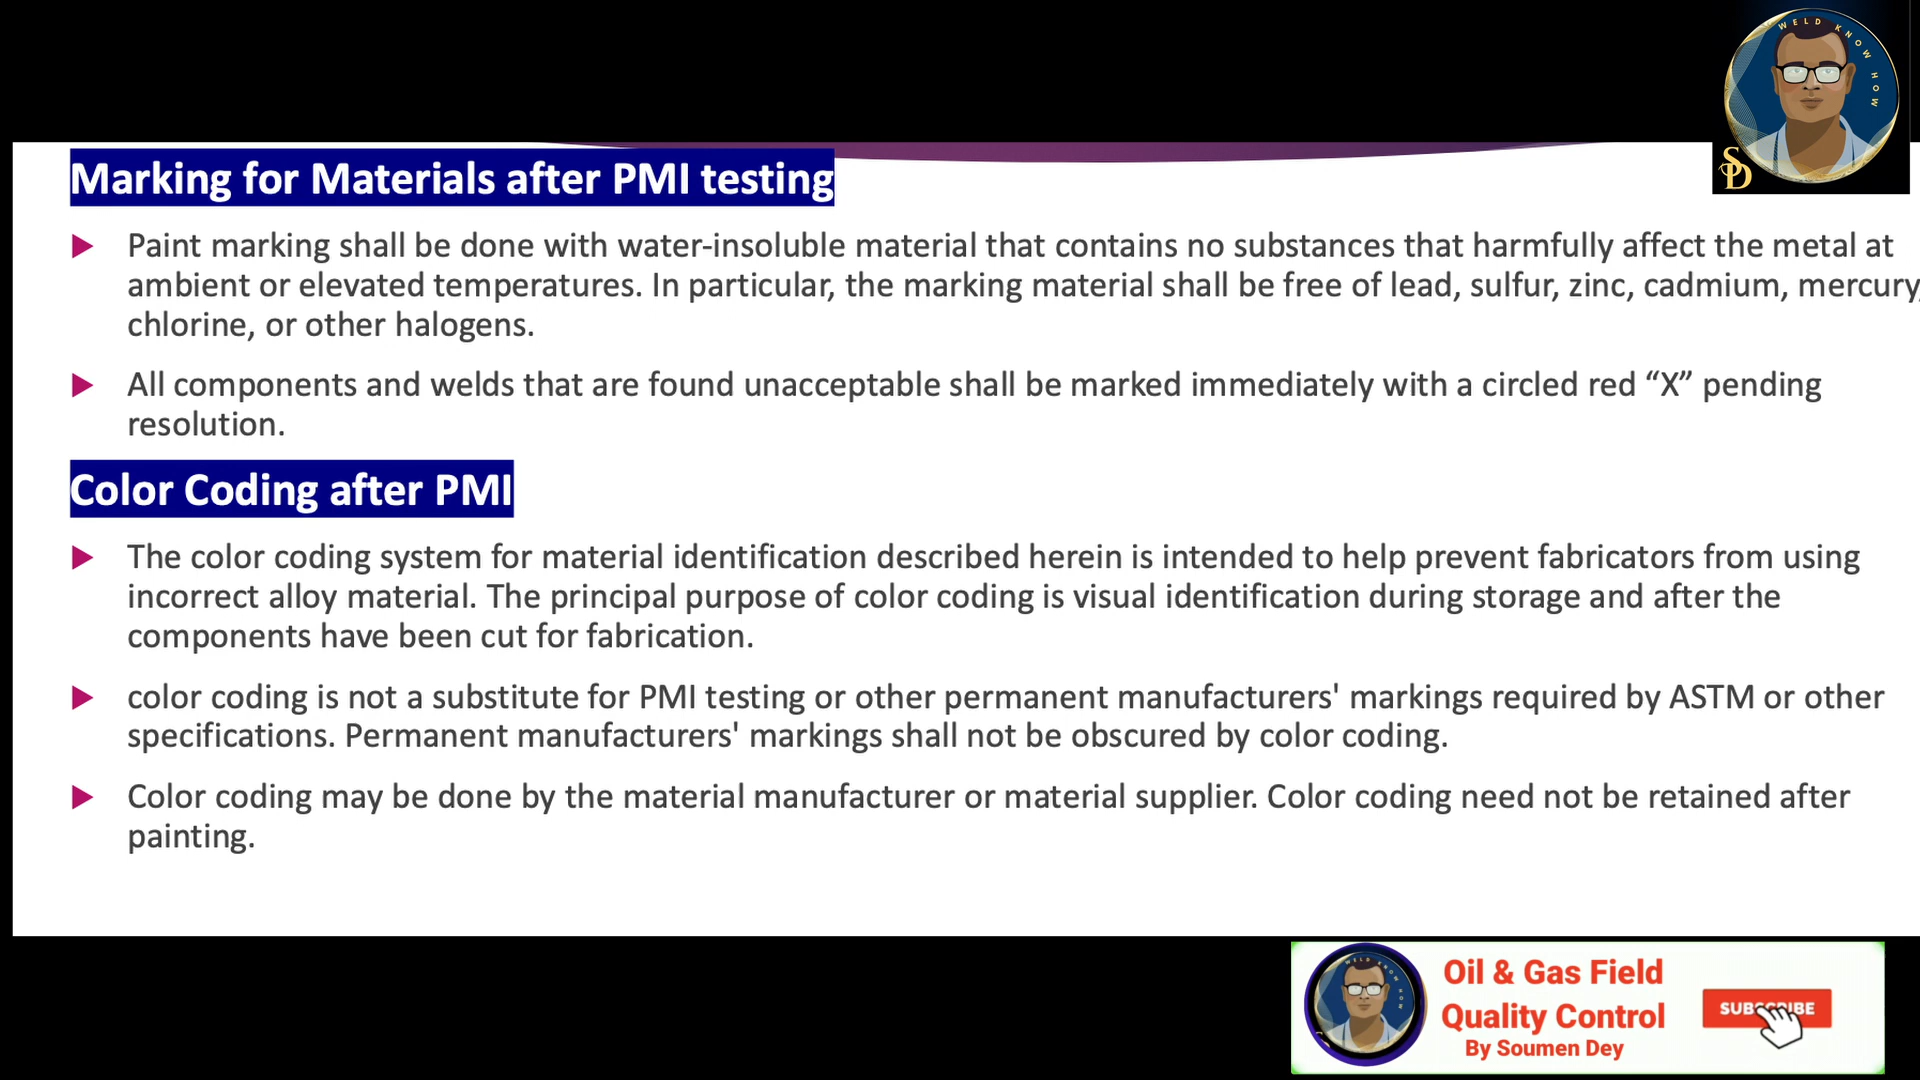 WELD KNOW HOW
SD
Marking for Materials after PMI testing
Paint marking shall be done with water-insoluble material that contains no substances that harmfully affect the metal at
ambient or elevated temperatures. In particular, the marking material shall be free of lead, sulfur, zinc, cadmium, mercury,
chlorine, or other halogens.
All components and welds that are found unacceptable shall be marked immediately with a circled red “X” pending
resolution.
Color Coding after PMI
The color coding system for material identification described herein is intended to help prevent fabricators from using
incorrect alloy material. The principal purpose of color coding is visual identification during storage and after the
components have been cut for fabrication.
color coding is not a substitute for PMI testing or other permanent manufacturers' markings required by ASTM or other
specifications. Permanent manufacturers' markings shall not be obscured by color coding.
Color coding may be done by the material manufacturer or material supplier. Color coding need not be retained after
painting.
WELD KNOW HOW
Oil & Gas Field
Quality Control
By Soumen Dey
SUBSCRIBE